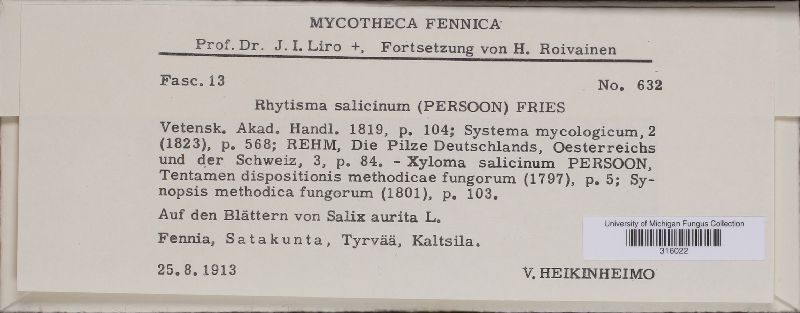 MYCOTHECA FENNICA
Prof. Dr. J. I. Liro +, Fortsetzung von H. Roivainen
Fasc. 13 No. 632
Rhytisma salicinum (PERSOON) FRIES
Vetensk. Akad. Handl. 1819, p. 104; Systema mycologicum, 2
(1823), p. 568; REHM, Die Pilze Deutschlands, Oesterreichs
und der Schweiz, 3, p. 84. - Xyloma salicinum PERSOON,
Tentamen dispositionis methodicae fungorum (1797), p. 5; Sy-
nopsis methodica fungorum (1801), p. 103.
Auf den Blättern von Salix aurita L.
Fennia, Satakunta, Tyrvää, Kaltsila.
25. 8. 1913 V. HEIKINHEIMO
University of Michigan Fungus Collection
316022